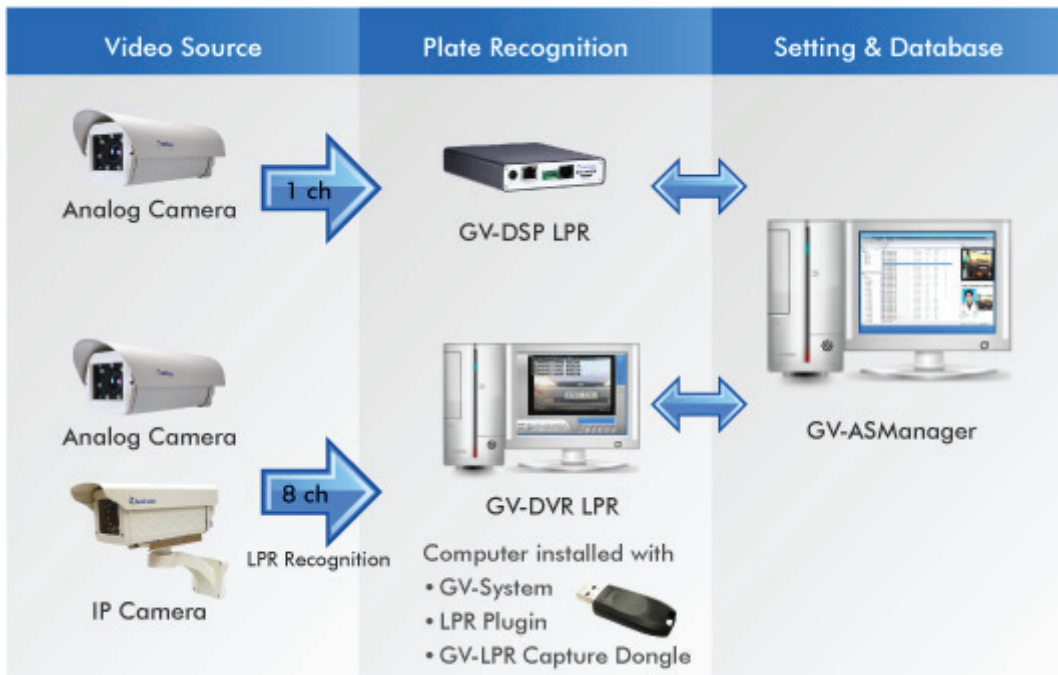 Video Source
Plate Recognition
Setting & Database
Analog Camera
1 ch
GV-DSP LPR
Analog Camera
8 ch
LPR Recognition
IP Camera
GV-DVR LPR
Computer installed with
• GV-System
• LPR Plugin
• GV-LPR Capture Dongle
GV-ASManager